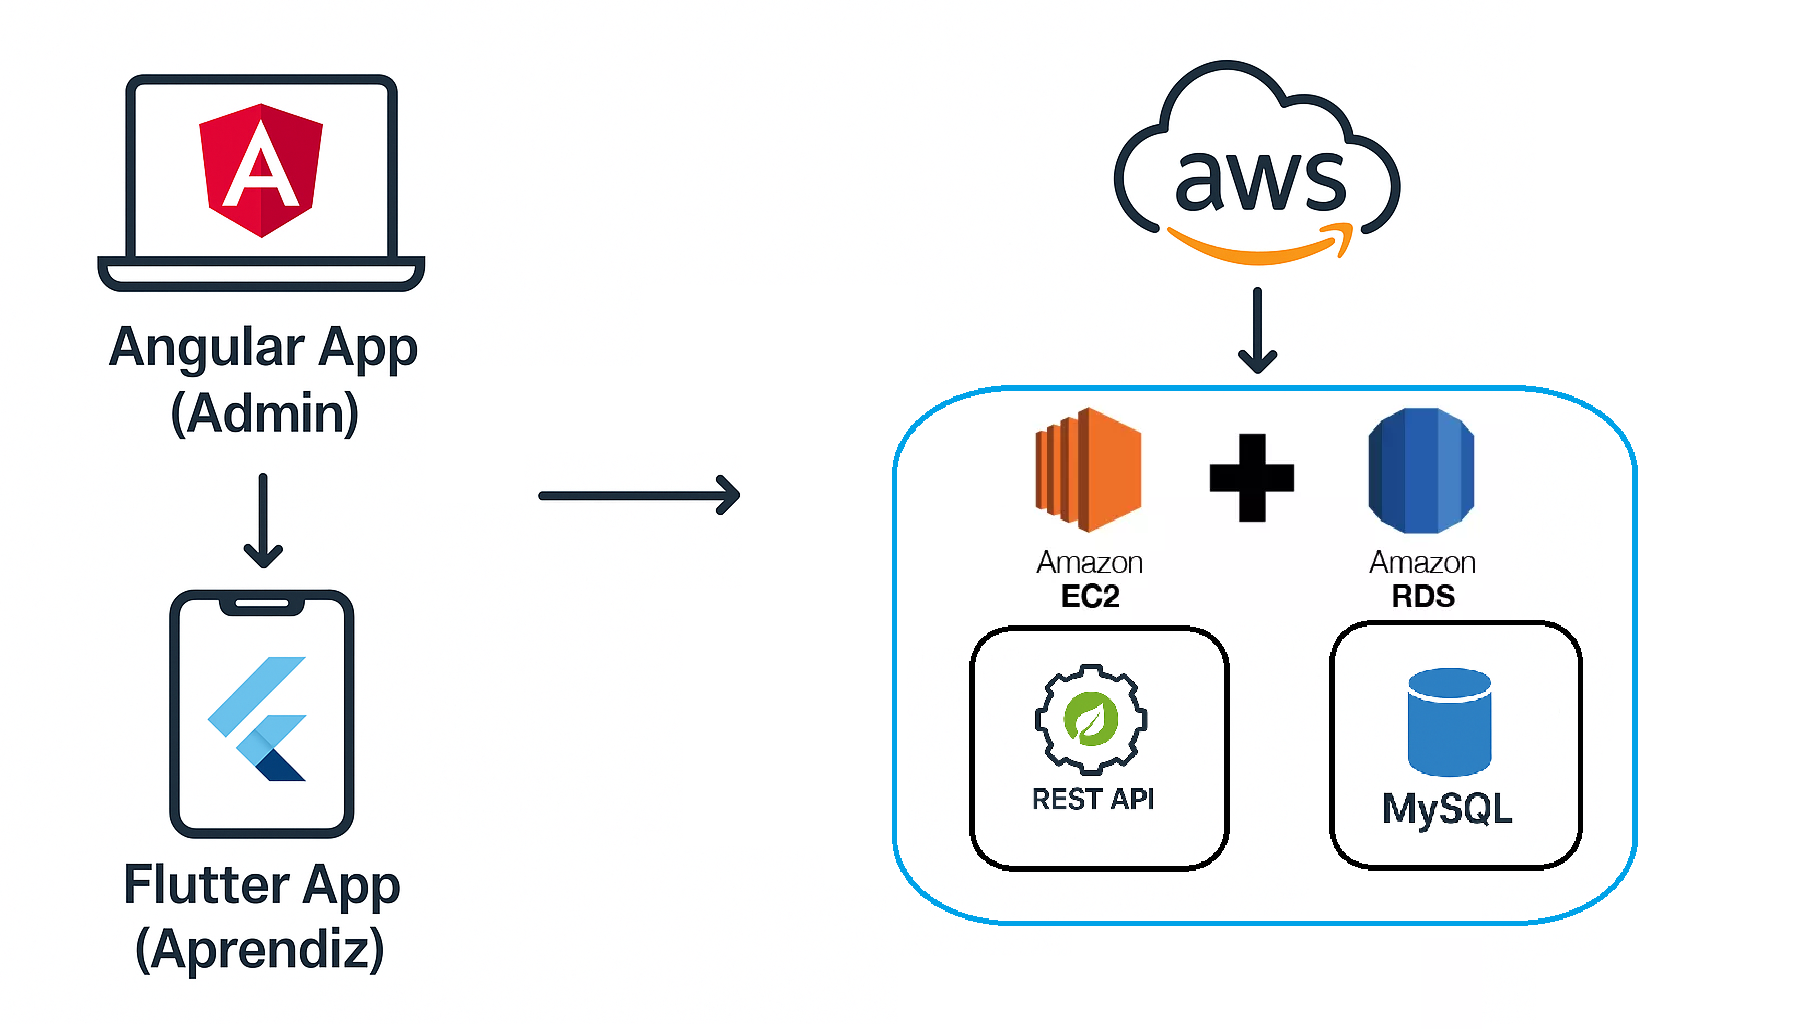 Angular App
(Admin)
Flutter App
(Aprendiz)
aws
Amazon
EC2
Amazon
RDS
REST API
MySQL